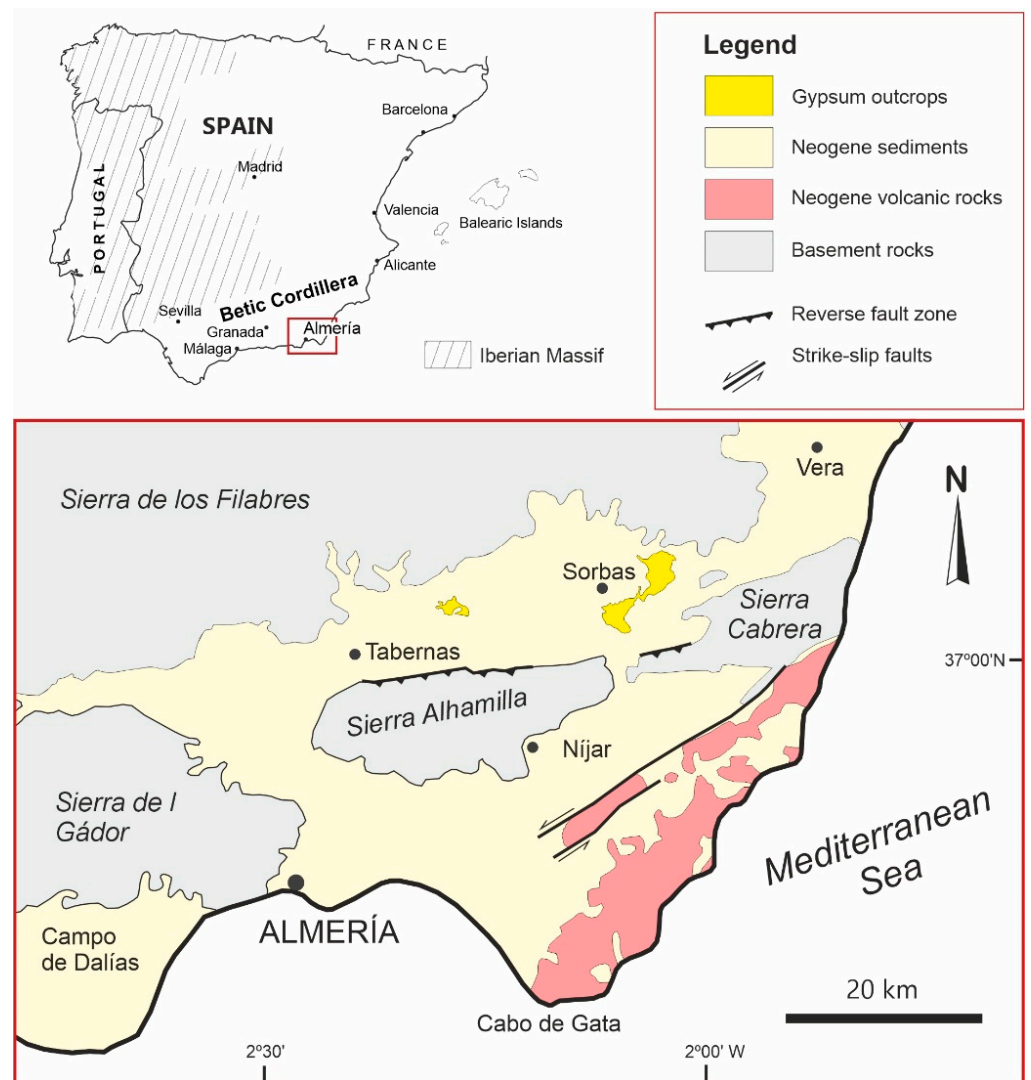 FRANCE
Barcelona
SPAIN
Madrid
PORTUGAL
Valencia
Balearic Islands
Alicante
Betic Cordillera
Sevilla
Granada
Almería
Málaga
Iberian Massif
Legend
Gypsum outcrops
Neogene sediments
Neogene volcanic rocks
Basement rocks
Reverse fault zone
Strike-slip faults
Vera
N
Sierra de los Filabres
Sorbas
Sierra
Cabrera
Tabernas
37º00'N
Sierra Alhamilla
Níjar
Sierra de l
Gádor
Mediterranean
Sea
ALMERÍA
Campo
de Dalías
20 km
Cabo de Gata
2º30'
2º00' W